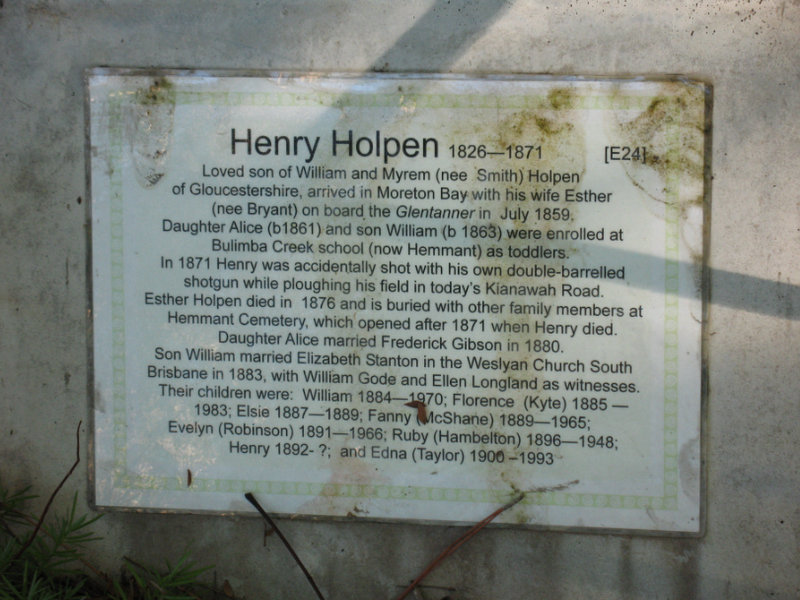 Henry Holpen 1826—1871 [E24]
Loved son of William and Myrem (nee Smith) Holpen
of Gloucestershire, arrived in Moreton Bay with his wife Esther
(nee Bryant) on board the Glentanner in July 1859.
Daughter Alice (b1861) and son William (b 1863) were enrolled at
Bulimba Creek school (now Hemmant) as toddlers.
In 1871 Henry was accidentally shot with his own double-barrelled
shotgun while ploughing his field in today's Kianawah Road.
Esther Holpen died in 1876 and is buried with other family members at
Hemmant Cemetery, which opened after 1871 when Henry died.
Daughter Alice married Frederick Gibson in 1880.
Son William married Elizabeth Stanton in the Weslyan Church South
Brisbane in 1883, with William Gode and Ellen Longland as witnesses.
Their children were: William 1884—1970; Florence (Kyte) 1885 —
1983; Elsie 1887—1889; Fanny (McShane) 1889—1965;
Evelyn (Robinson) 1891—1966; Ruby (Hambelton) 1896—1948;
Henry 1892- ?; and Edna (Taylor) 1900 –1993